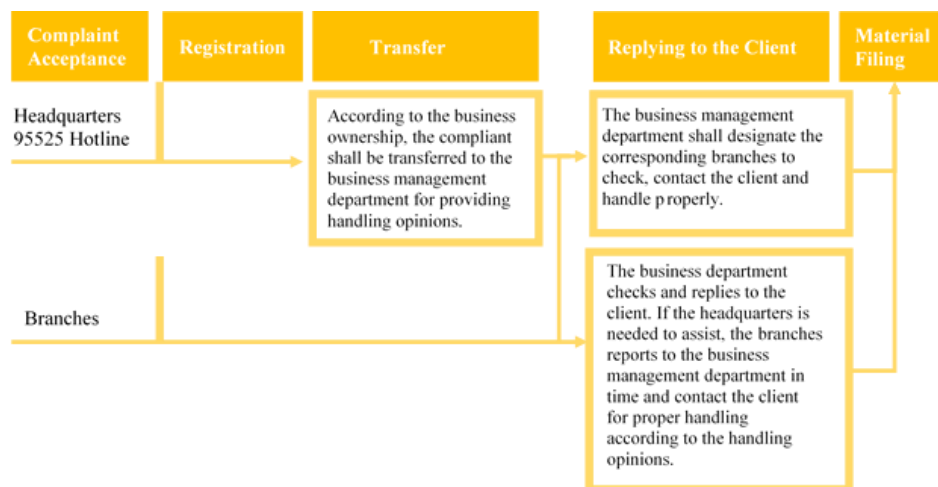 Complaint
Acceptance
Registration
Transfer
Replying to the Client
Material
Filing
Headquarters
95525 Hotline
According to the business
ownership, the compliant
shall be transferred to the
business management
department for providing
handling opinions.
The business management
department shall designate the
corresponding branches to
check, contact the client and
handle properly.
Branches
The business department
checks and replies to the
client. If the headquarters is
needed to assist, the branches
reports to the business
management department in
time and contact the client
for proper handling
according to the handling
opinions.